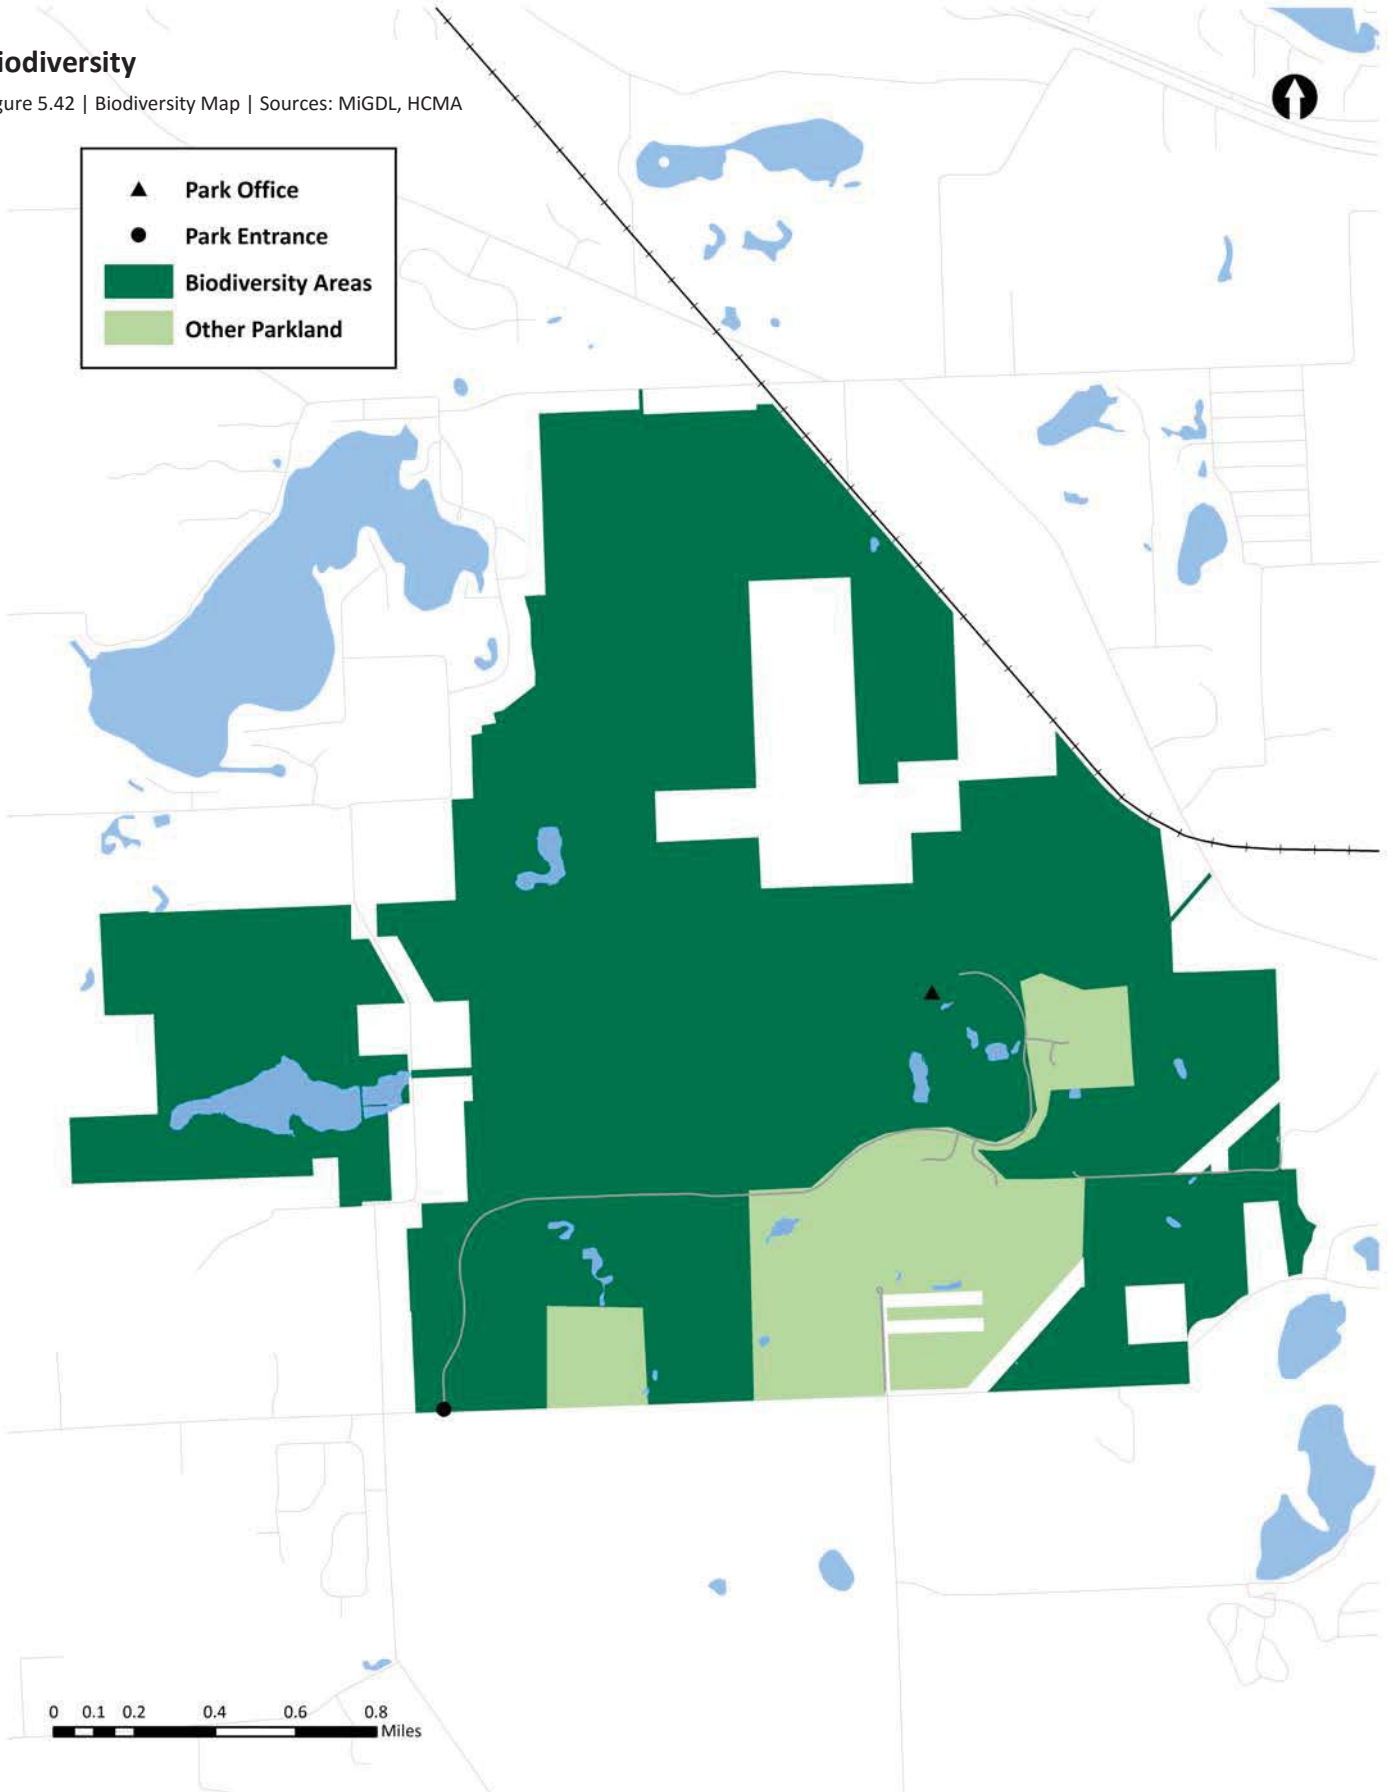 iodiversity
gure 5.42 | Biodiversity Map | Sources: MiGDL, HCMA
Park Office
Park Entrance
Biodiversity Areas
Other Parkland
0 0.1 0.2 0.4 0.6 0.8
Miles